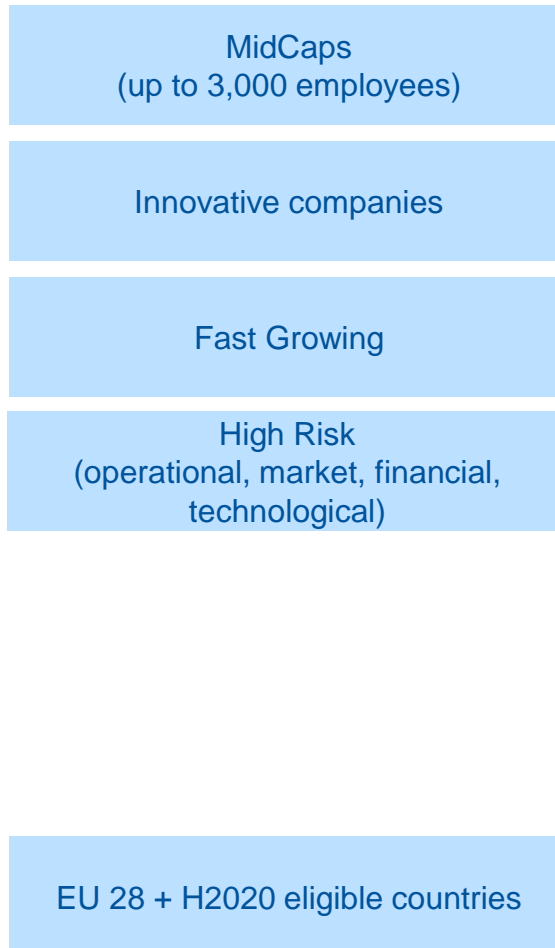 MidCaps
(up to 3,000 employees)
Innovative companies
Fast Growing
High Risk
(operational, market, financial,
technological)
EU 28 + H2020 eligible countries